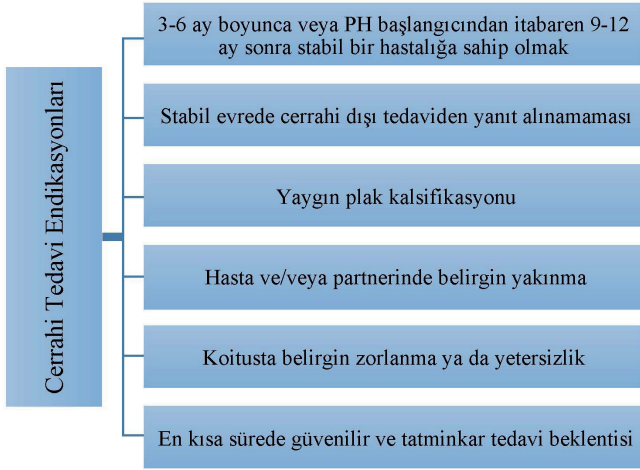 Cerrahi Tedavi Endikasyonları
3-6 ay boyunca veya PH başlangıcından itabaren 9-12
ay sonra stabil bir hastalığa sahip olmak
Stabil evrede cerrahi dışı tedaviden yanıt alınamaması
Yaygın plak kalsifikasyonu
Hasta ve/veya partnerinde belirgin yakınma
Koitusta belirgin zorlanma ya da yetersizlik
En kısa sürede güvenilir ve tatminkar tedavi beklentisi